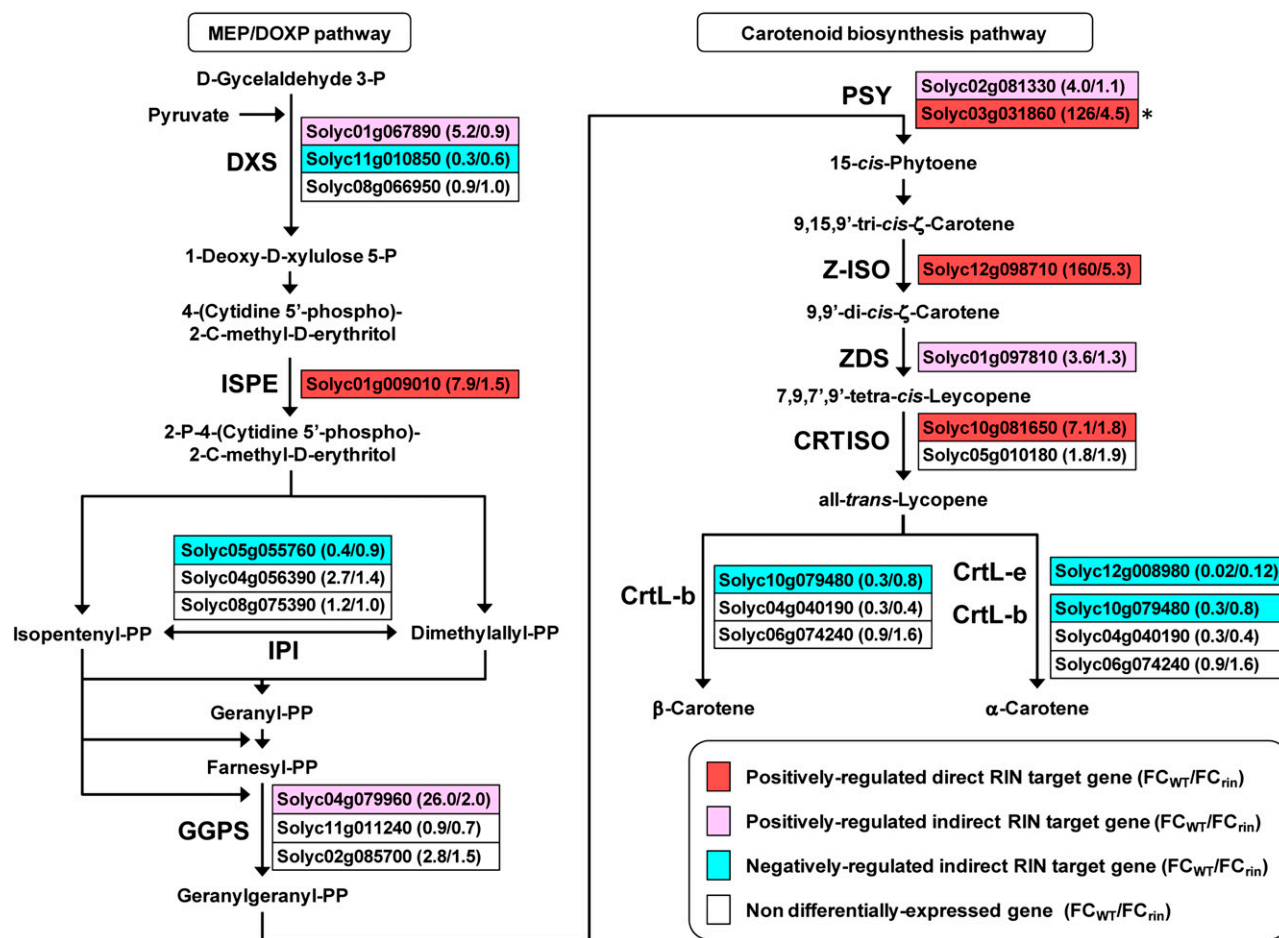 MEP/DOXP pathway
D-Gycelaldehyde 3-P
Pyruvate
Solyc01g067890 (5.2/0.9)
DXS
Solyc11g010850 (0.3/0.6)
Solyc08g066950 (0.9/1.0)
1-Deoxy-D-xylulose 5-P
4-(Cytidine 5’-phospho)-
2-C-methyl-D-erythritol
ISPE
Solyc01g009010 (7.9/1.5)
2-P-4-(Cytidine 5’-phospho)-
2-C-methyl-D-erythritol
Solyc05g055760 (0.4/0.9)
Solyc04g056390 (2.7/1.4)
Solyc08g075390 (1.2/1.0)
Isopentenyl-PP
Dimethylallyl-PP
IPI
Geranyl-PP
Farnesyl-PP
GGPS
Solyc04g079960 (26.0/2.0)
Solyc11g011240 (0.9/0.7)
Solyc02g085700 (2.8/1.5)
Geranylgeranyl-PP
Carotenoid biosynthesis pathway
PSY
Solyc02g081330 (4.0/1.1)
Solyc03g031860 (126/4.5) *
15-cis-Phytoene
9,15,9’-tri-cis-ζ-Carotene
Z-ISO
Solyc12g098710 (160/5.3)
9,9’-di-cis-ζ-Carotene
ZDS
Solyc01g097810 (3.6/1.3)
7,9,7’,9’-tetra-cis-Leycopene
CRTISO
Solyc10g081650 (7.1/1.8)
Solyc05g010180 (1.8/1.9)
all-trans-Lycopene
CrtL-b
Solyc10g079480 (0.3/0.8)
Solyc04g040190 (0.3/0.4)
Solyc06g074240 (0.9/1.6)
CrtL-e
Solyc12g008980 (0.02/0.12)
CrtL-b
Solyc10g079480 (0.3/0.8)
Solyc04g040190 (0.3/0.4)
Solyc06g074240 (0.9/1.6)
β-Carotene
α-Carotene
Positively-regulated direct RIN target gene (FCWT/FCrin)
Positively-regulated indirect RIN target gene (FCWT/FCrin)
Negatively-regulated indirect RIN target gene (FCWT/FCrin)
Non differentially-expressed gene (FCWT/FCrin)